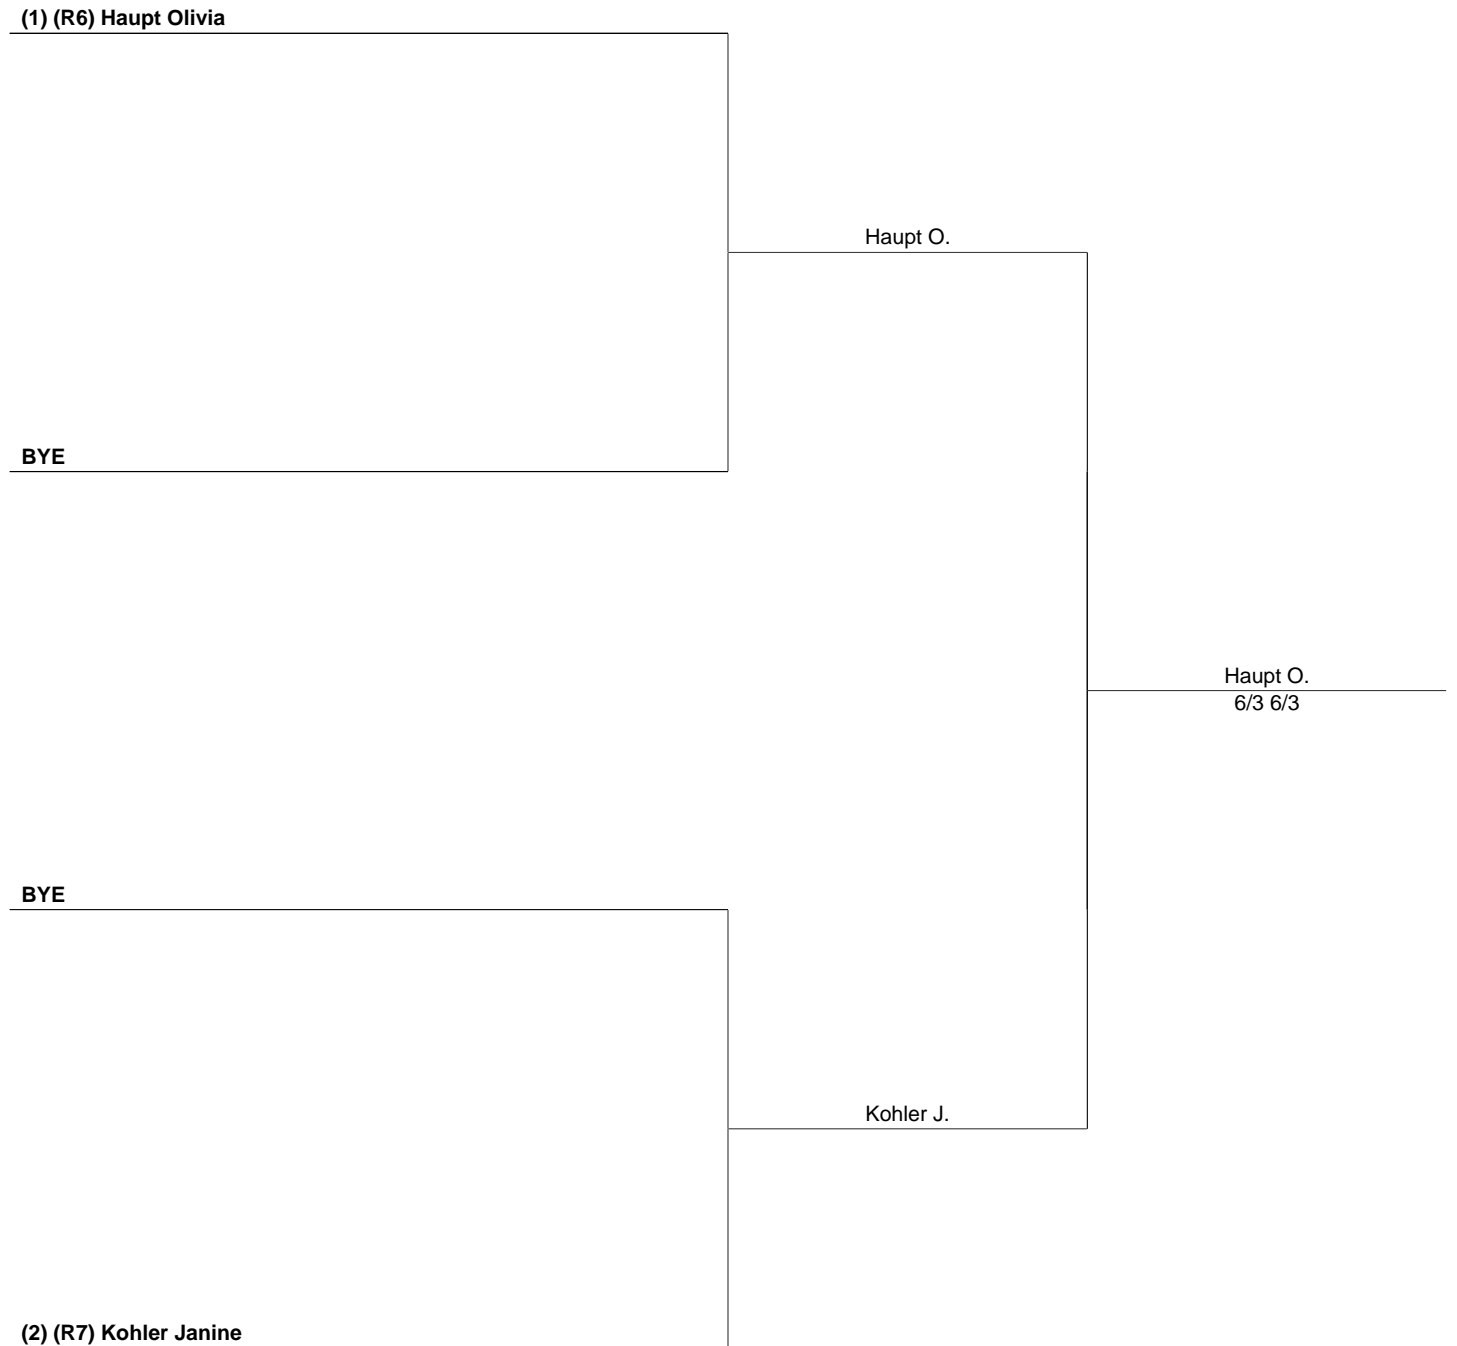 (1) (R6) Haupt Olivia
Haupt O.
BYE
Haupt O.
6/3 6/3
BYE
Kohler J.
(2) (R7) Kohler Janine